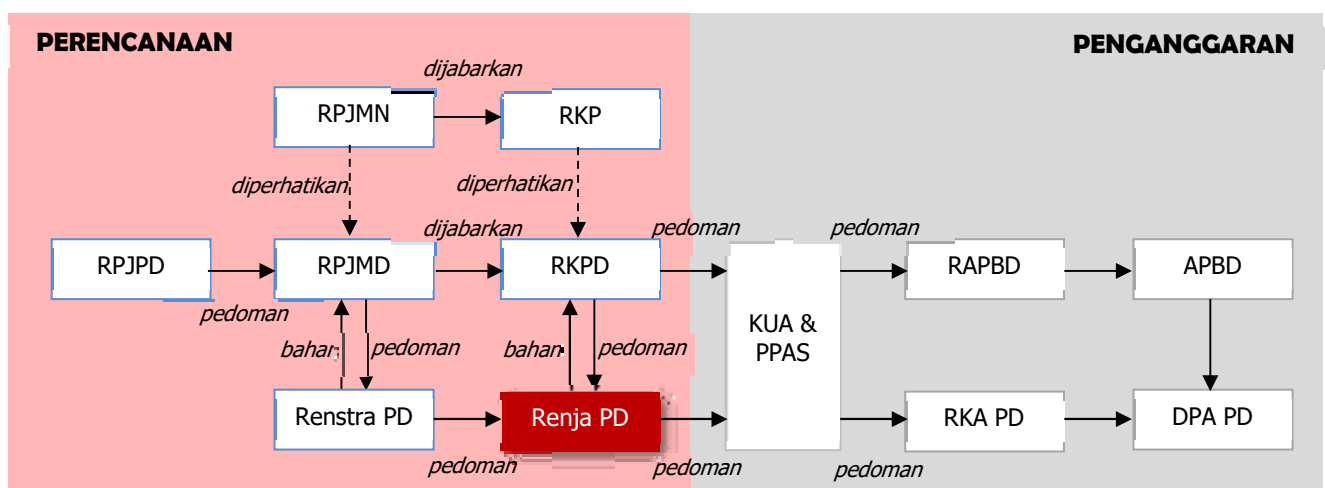 PERENCANAAN
PENGANGGARAN
dijabarkan
RPJMN
RKP
diperhatikan
diperhatikan
dijabarkan
pedoman
pedoman
RPJPD
RPJMD
RKPD
RAPBD
APBD
pedoman
KUA &
PPAS
bahan
pedoman
bahan
pedoman
Renstra PD
Renja PD
RKA PD
DPA PD
pedoman
pedoman
pedoman